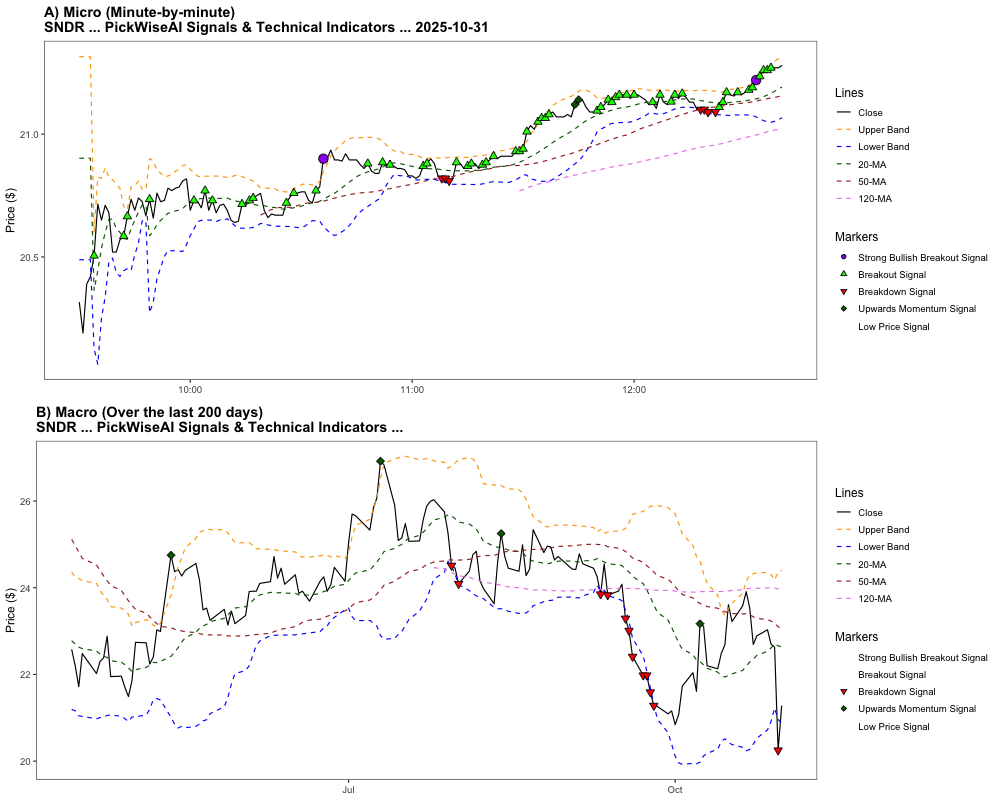 A) Micro (Minute-by-minute)
SNDR ... PickWiseAI Signals & Technical Indicators ... 2025-10-31
Price ($)
21.0
20.5
10:00
11:00
12:00
Lines
Close
Upper Band
Lower Band
20-MA
50-MA
120-MA
Markers
Strong Bullish Breakout Signal
Breakout Signal
Breakdown Signal
Upwards Momentum Signal
Low Price Signal
B) Macro (Over the last 200 days)
SNDR ... PickWiseAI Signals & Technical Indicators ...
Price ($)
26
24
22
20
Jul
Oct
Lines
Close
Upper Band
Lower Band
20-MA
50-MA
120-MA
Markers
Strong Bullish Breakout Signal
Breakout Signal
Breakdown Signal
Upwards Momentum Signal
Low Price Signal